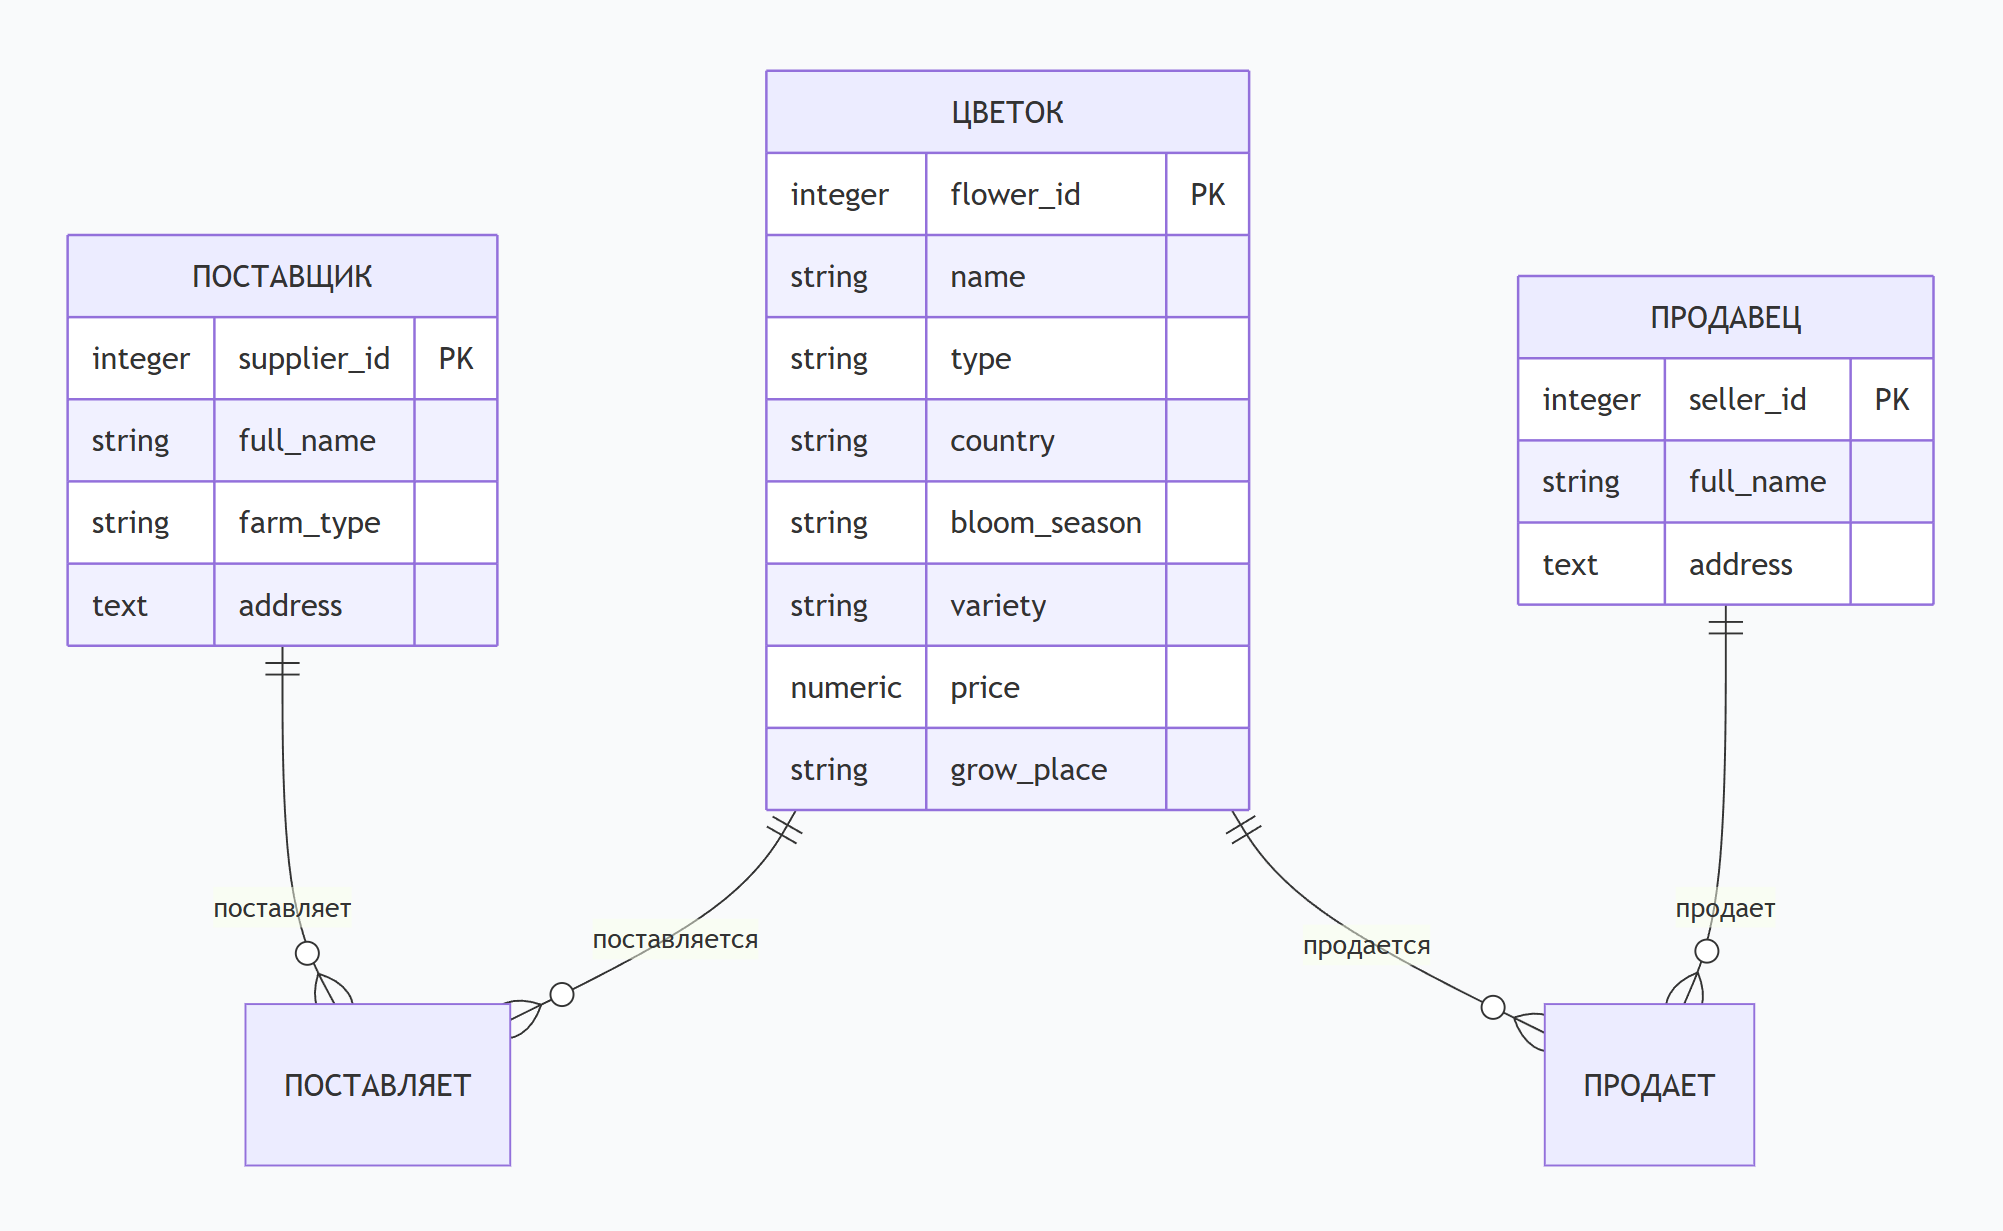 ЦВЕТОК
integer flower_id PK
string name
string type
string country
string bloom_season
string variety
numeric price
string grow_place
ПОСТАВЩИК
integer supplier_id PK
string full_name
string farm_type
text address
ПРОДАВЕЦ
integer seller_id PK
string full_name
text address
поставляет
поставляется
продается
продает
ПОСТАВЛЯЕТ
ПРОДАЕТ